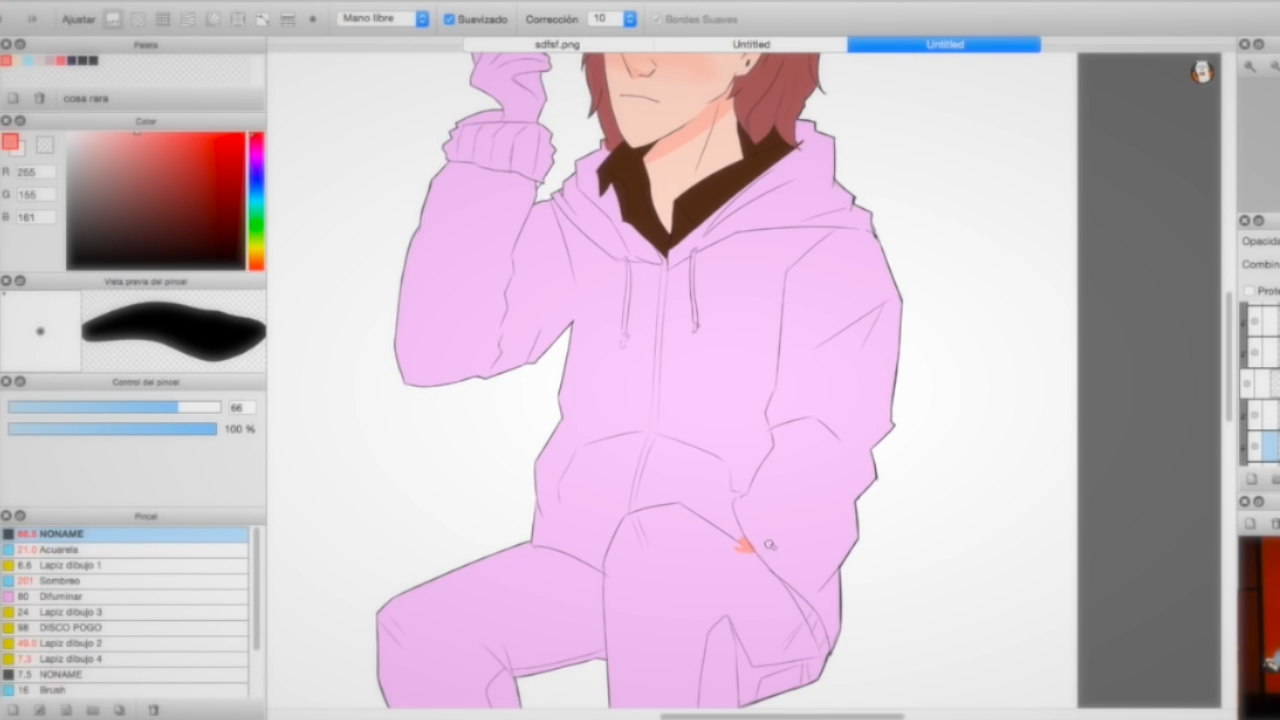 Ajustar Mano libre Suavizado Corrección 10 Bordes Suaves
Paleta
sdfsf.png Untitled Untitled
cosa rara
Color
R 255
G 155
B 161
Vista previa del pincel
Control del pincel
66
100 %
Pincel
66.0 NONAME
21.0 Acuarela
6.6 Lapiz dibujo 1
201 Sombreo
80 Difuminar
24 Lapiz dibujo 3
98 DISCO POGO
49.0 Lapiz dibujo 2
7.3 Lapiz dibujo 4
7.5 NONAME
16 Brush
Opacida
Combin
Prote